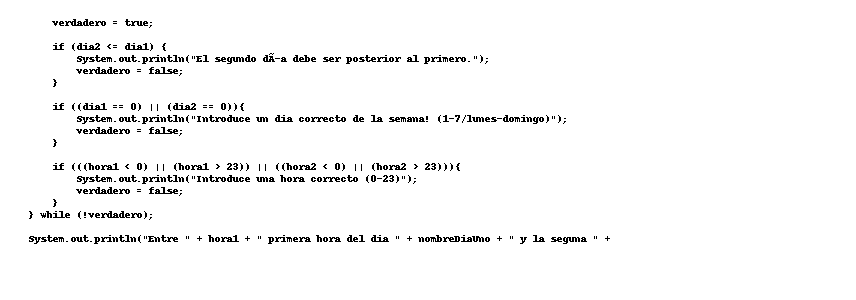 verdadero = true;
if (dia2 <= dia1) {
System.out.println("El segundo dÃ-a debe ser posterior al primero.");
verdadero = false;
}
if ((dia1 == 0) || (dia2 == 0)){
System.out.println("Introduce un dia correcto de la semana! (1-7/lunes-domingo)");
verdadero = false;
}
if (((hora1 < 0) || (hora1 > 23)) || ((hora2 < 0) || (hora2 > 23))){
System.out.println("Introduce una hora correcto (0-23)");
verdadero = false;
}
} while (!verdadero);
System.out.println("Entre " + hora1 + " primera hora del dia " + nombreDiaUno + " y la seguna " +